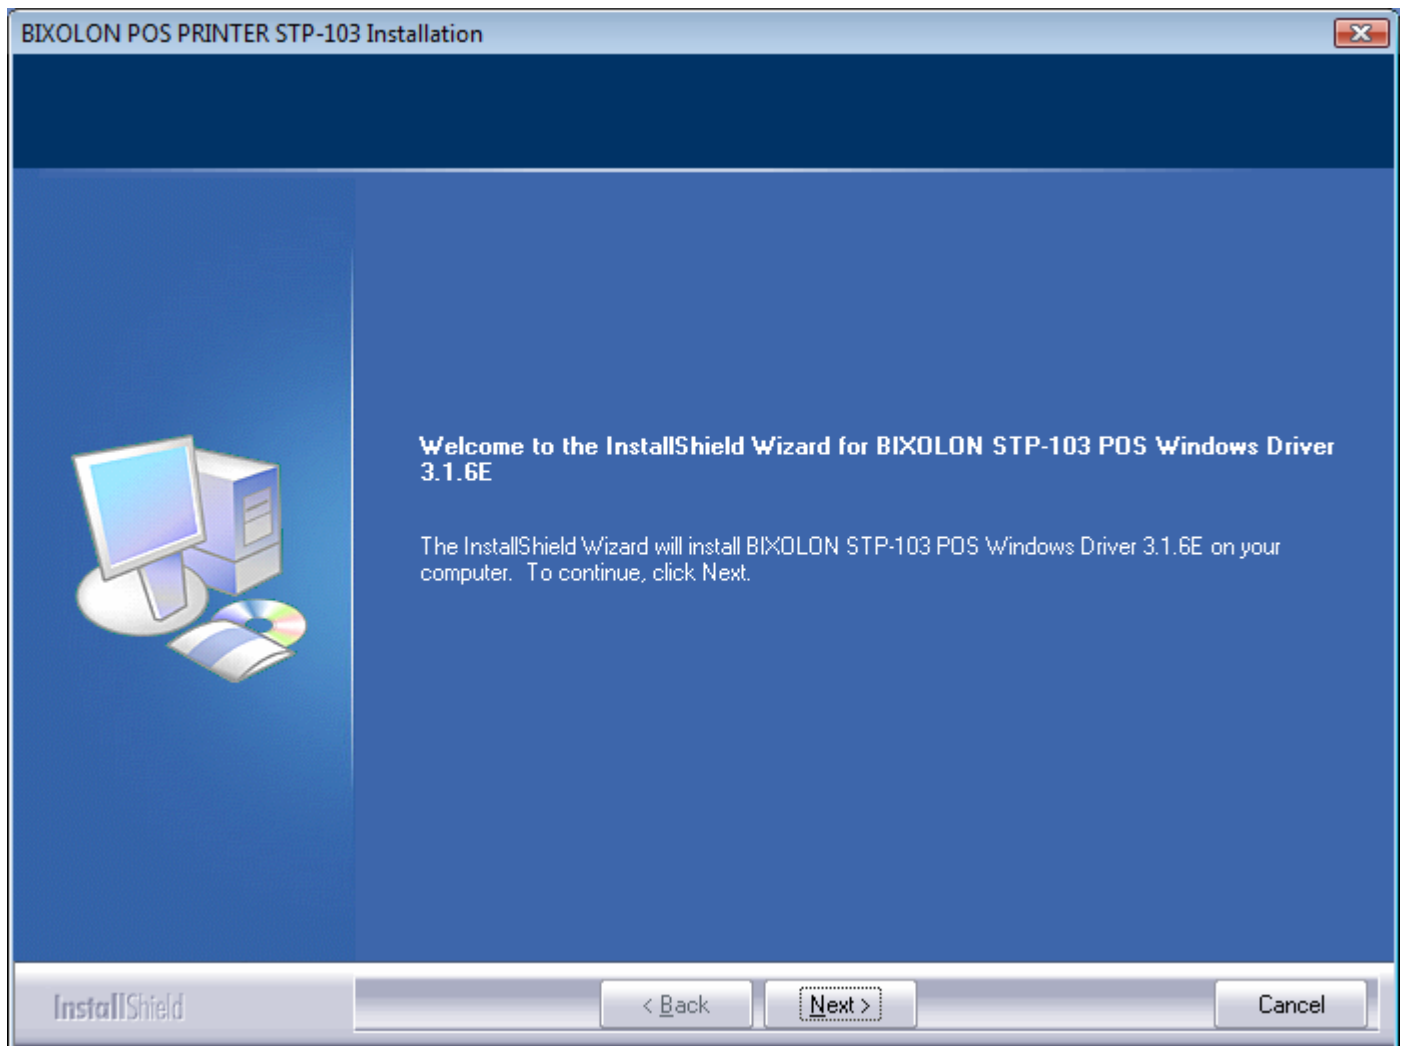 BIXOLON POS PRINTER STP-103 Installation
Welcome to the InstallShield Wizard for BIXOLON STP-103 POS Windows Driver
3.1.6E
The InstallShield Wizard will install BIXOLON STP-103 POS Windows Driver 3.1.6E on your
computer.  To continue, click Next.
InstallShield
< Back
Next >
Cancel